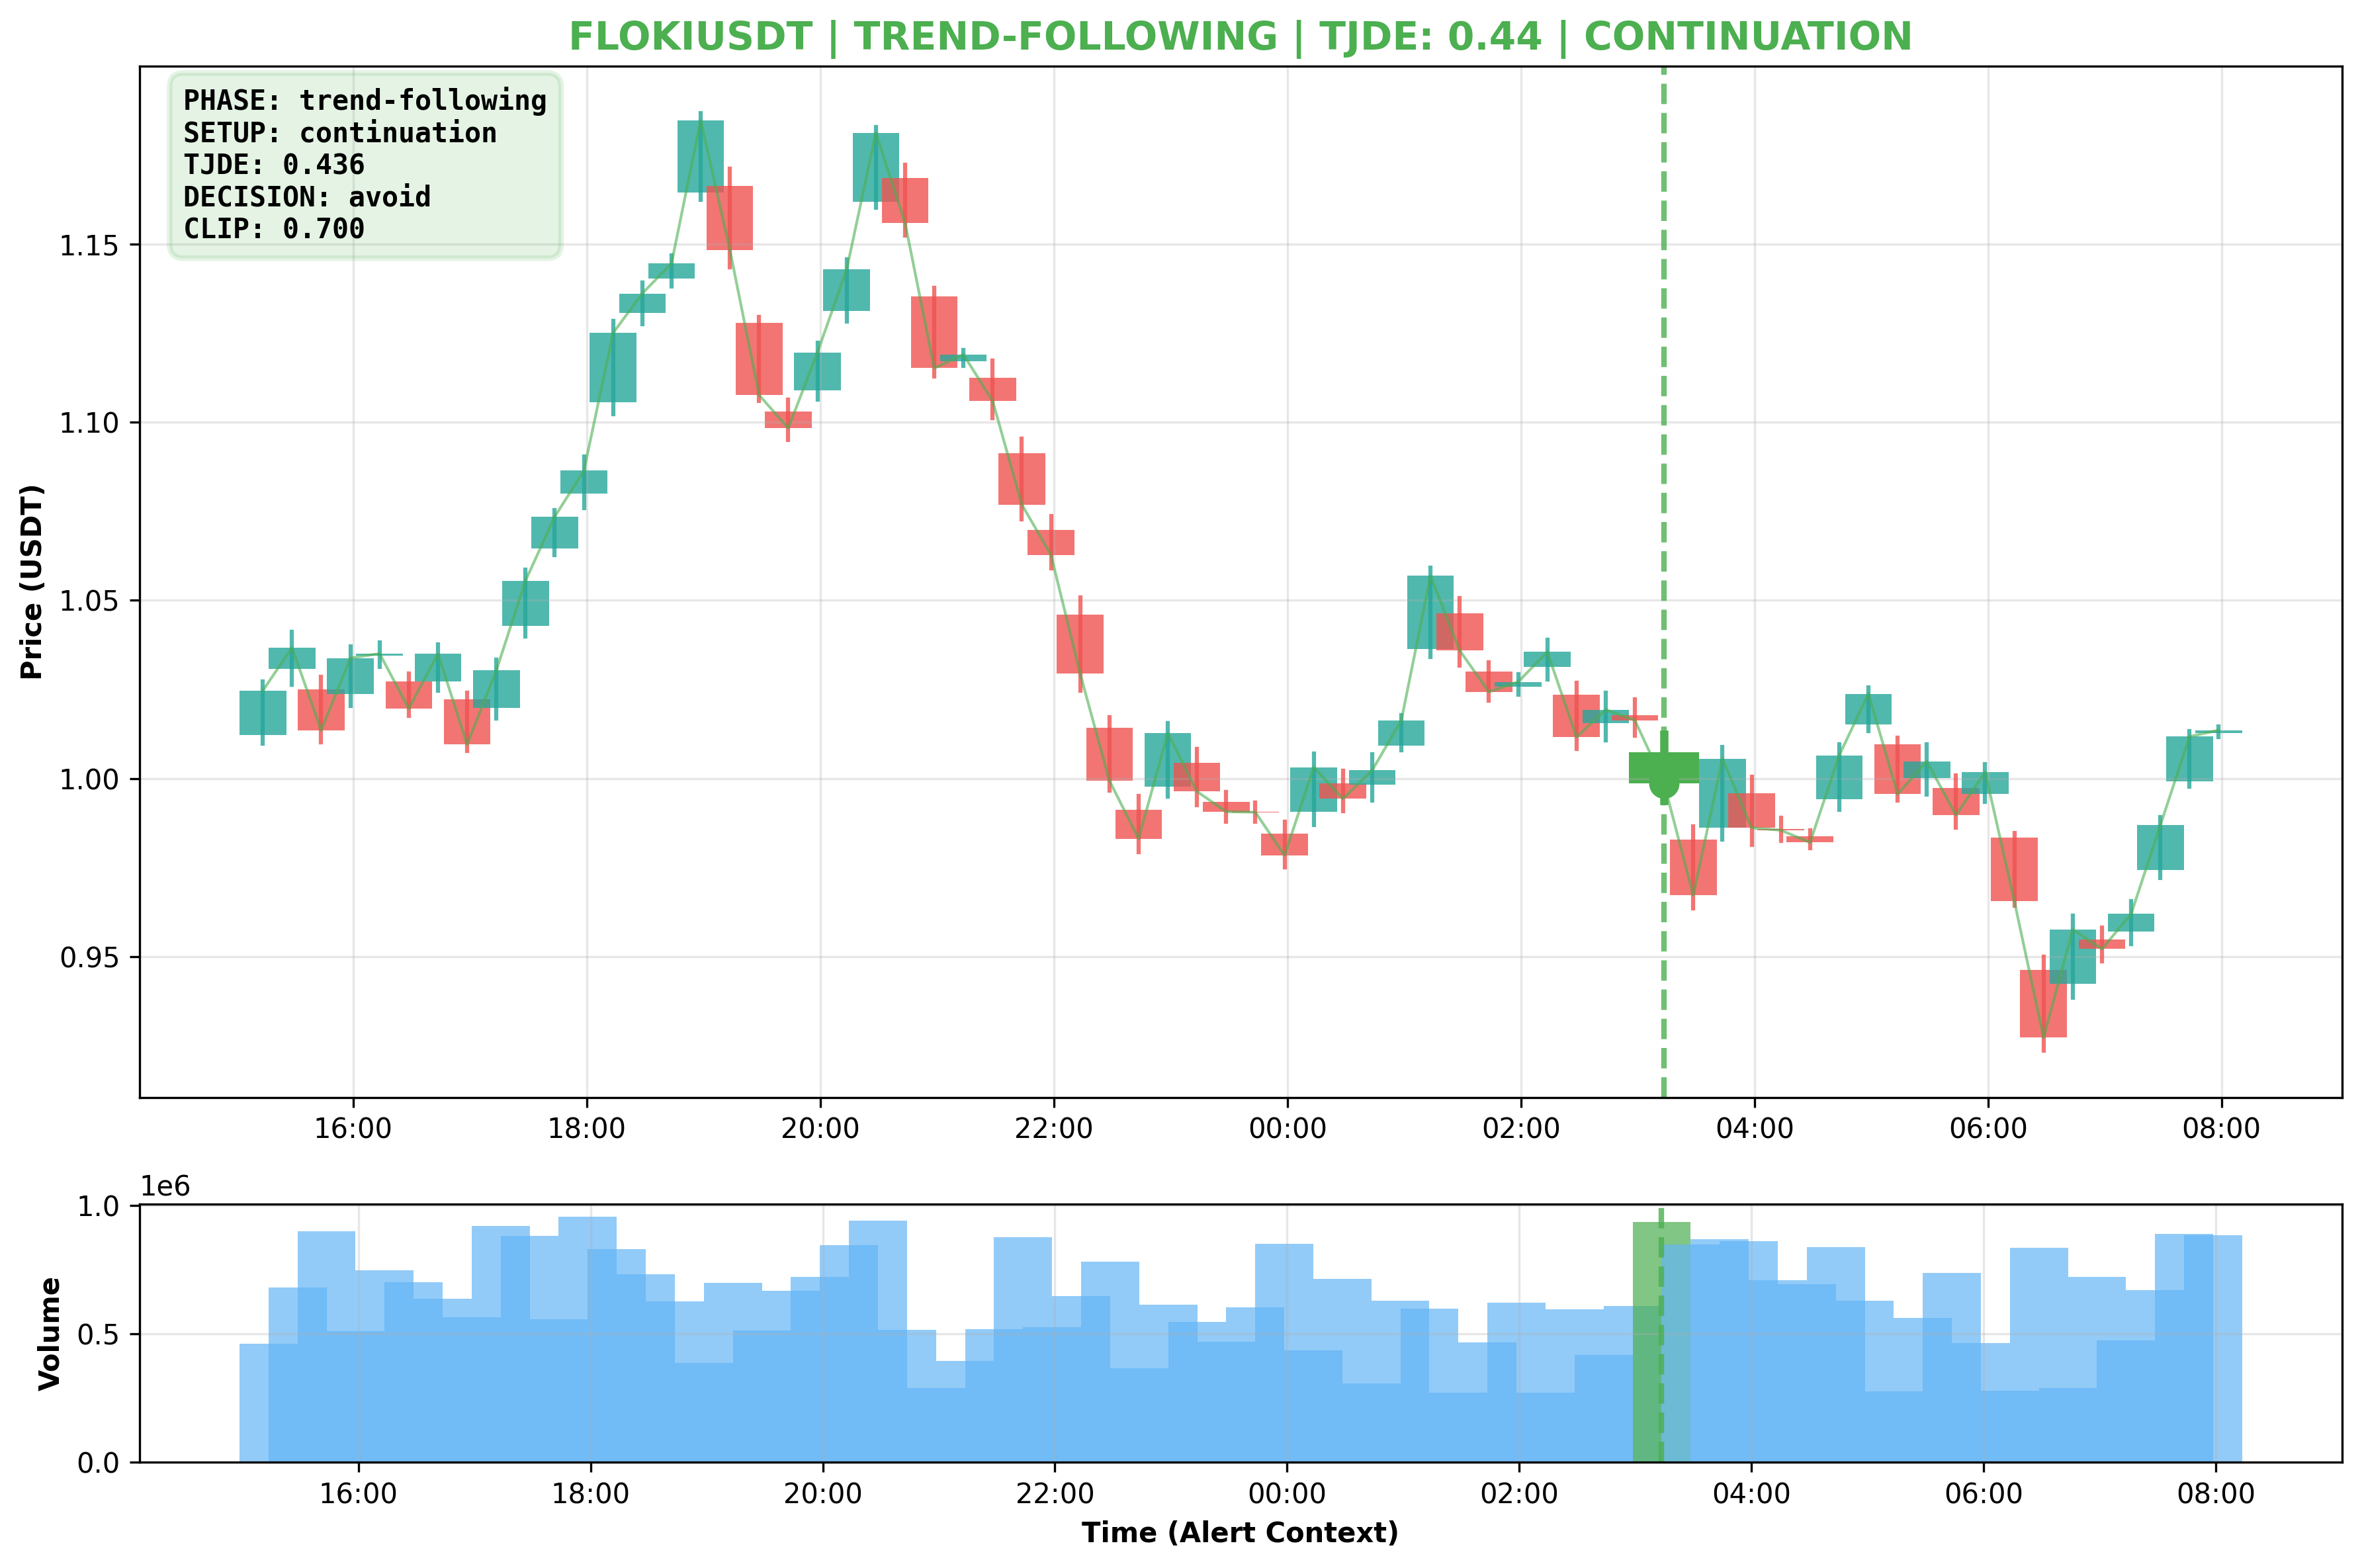 FLOKIUSDT | TREND-FOLLOWING | TJDE: 0.44 | CONTINUATION
PHASE: trend-following
SETUP: continuation
TJDE: 0.436
DECISION: avoid
CLIP: 0.700
Price (USDT)
1.15
1.10
1.05
1.00
0.95
16:00 18:00 20:00 22:00 00:00 02:00 04:00 06:00 08:00
1e6
Volume
1.0
0.5
0.0
16:00 18:00 20:00 22:00 00:00 02:00 04:00 06:00 08:00
Time (Alert Context)